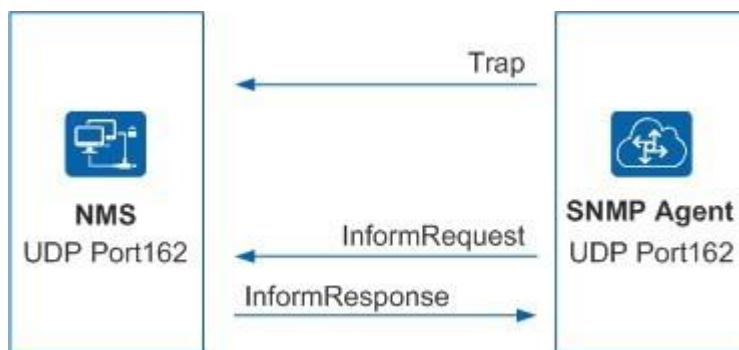 Trap
NMS
UDP Port162
SNMP Agent
UDP Port162
InformRequest
InformResponse